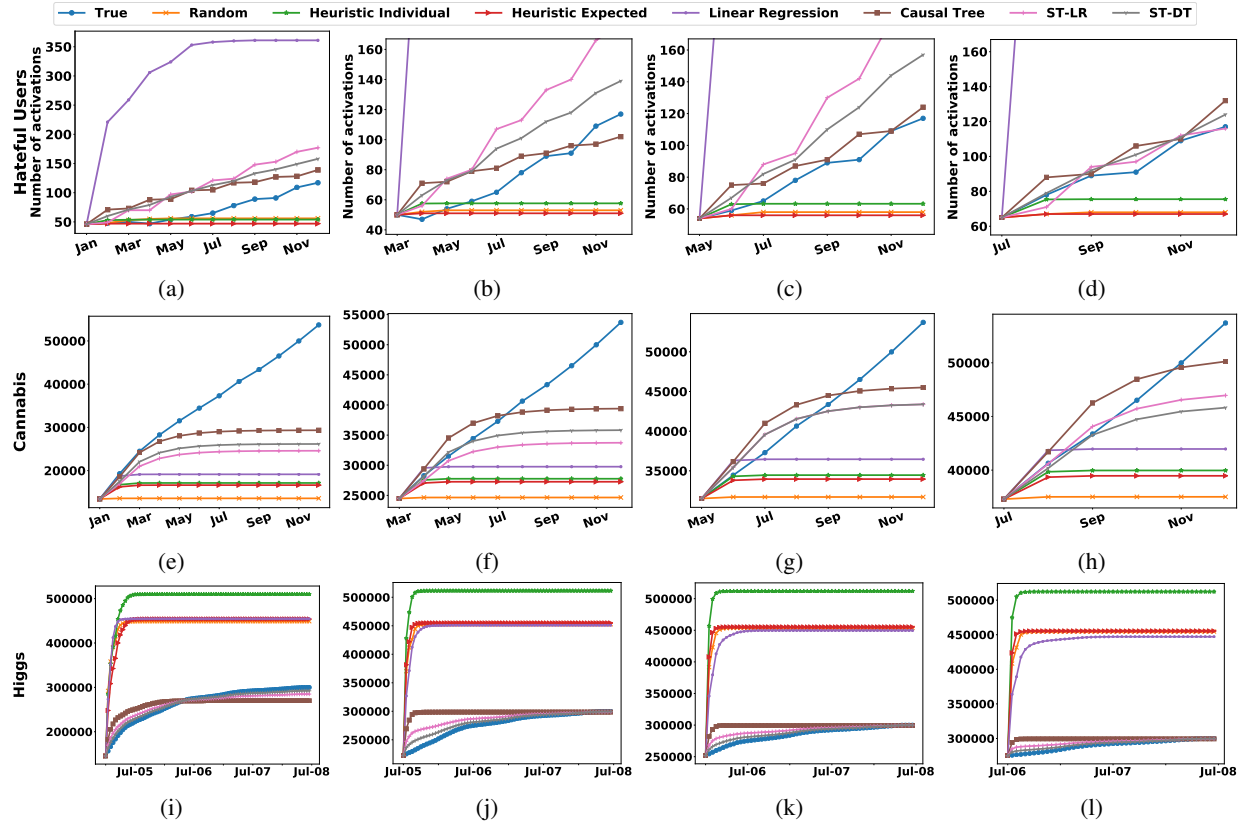 True Random Heuristic Individual Heuristic Expected Linear Regression Causal Tree ST-LR ST-DT
Hateful Users
Number of activations
350
300
250
200
150
100
50
Jan Mar May Jul Sep Nov
(a)
Number of activations
160
140
120
100
80
60
40
Mar May Jul Sep Nov
(b)
Number of activations
160
140
120
100
80
60
May Jul Sep Nov
(c)
Number of activations
160
140
120
100
80
60
Jul Sep Nov
(d)
Cannabis
50000
40000
30000
20000
Jan Mar May Jul Sep Nov
(e)
55000
50000
45000
40000
35000
30000
25000
Mar May Jul Sep Nov
(f)
50000
45000
40000
35000
May Jul Sep Nov
(g)
50000
45000
40000
Jul Sep Nov
(h)
Higgs
500000
400000
300000
200000
Jul-05 Jul-06 Jul-07 Jul-08
(i)
500000
450000
400000
350000
300000
250000
Jul-05 Jul-06 Jul-07 Jul-08
(j)
500000
450000
400000
350000
300000
250000
Jul-06 Jul-07 Jul-08
(k)
500000
450000
400000
350000
300000
Jul-06 Jul-07 Jul-08
(l)